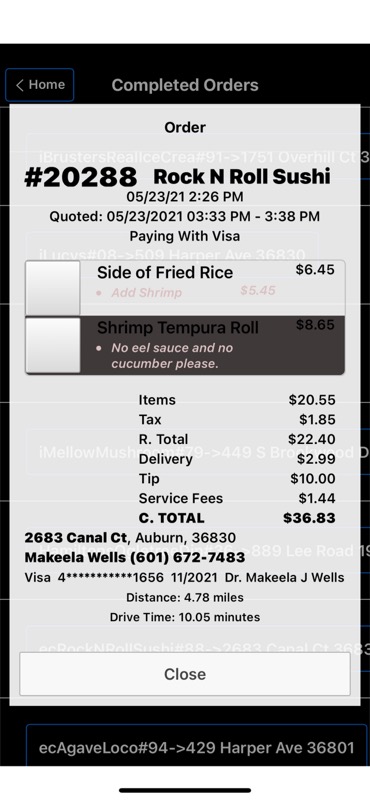 Home
Completed Orders
Order
iBrustersRealIceCrea#91->1751 Overhill Ct 3
#20288 Rock N Roll Sushi
05/23/21 2:26 PM
Quoted: 05/23/2021 03:33 PM - 3:38 PM
Paying With Visa
iLucys#08->509 Harper Ave 36830
Side of Fried Rice $6.45
• Add Shrimp $5.45
Shrimp Tempura Roll $8.65
• No eel sauce and no
cucumber please.
Items $20.55
Tax $1.85
R. Total $22.40
iMellowMushroom#79->449 S
Delivery $2.99
Tip $10.00
Service Fees $1.44
C. TOTAL $36.83
2683 Canal Ct, Auburn, 36830
->889 Lee Road 19
Makeela Wells (601) 672-7483
Visa 4***********1656 11/2021 Dr. Makeela J Wells
Distance: 4.78 miles
Drive Time: 10.05 minutes
ecRockNRollSushi#88->2683 Canal Ct 368
Close
ecAgaveLoco#94->429 Harper Ave 36801